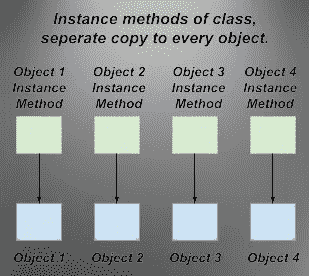 Instance methods of class,
seperate copy to every object.
Object 1 Object 2 Object 3 Object 4
Instance Instance Instance Instance
Method Method Method Method
Object 1 Object 2 Object 3 Object 4